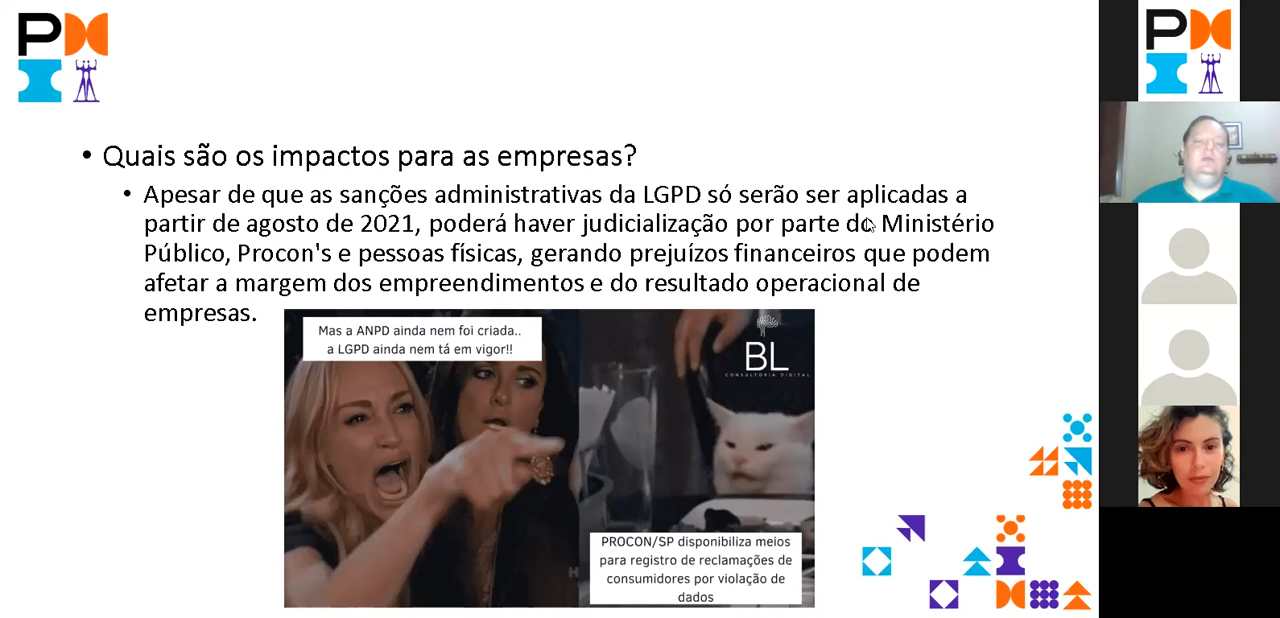 • Quais são os impactos para as empresas?
• Apesar de que as sanções administrativas da LGPD só serão ser aplicadas a
partir de agosto de 2021, poderá haver judicialização por parte do Ministério
Público, Procon's e pessoas físicas, gerando prejuízos financeiros que podem
afetar a margem dos empreendimentos e do resultado operacional de
empresas.
Mas a ANPD ainda nem foi criada..
a LGPD ainda nem tá em vigor!!
BL
CONSULTORIA DIGITAL
PROCON/SP disponibiliza meios
para registro de reclamações de
consumidores por violação de
dados